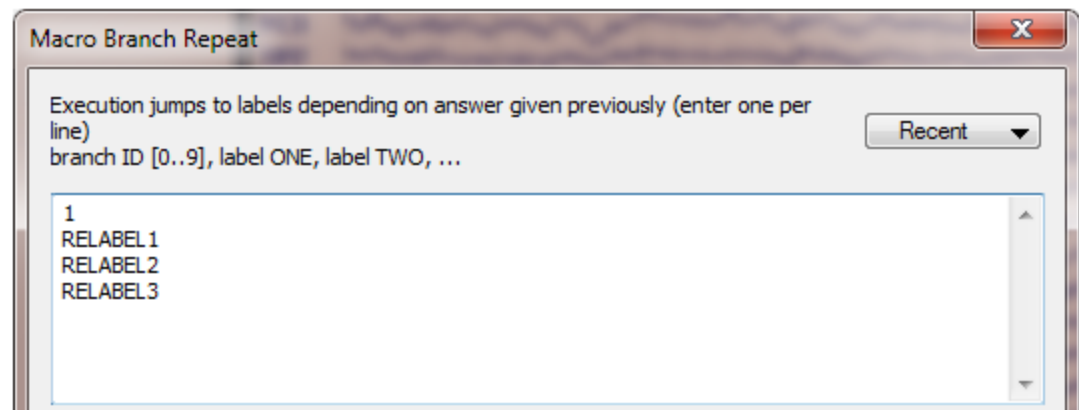 Macro Branch Repeat
Execution jumps to labels depending on answer given previously (enter one per
line)
branch ID [0..9], label ONE, label TWO, ...
Recent
1
RELABEL1
RELABEL2
RELABEL3